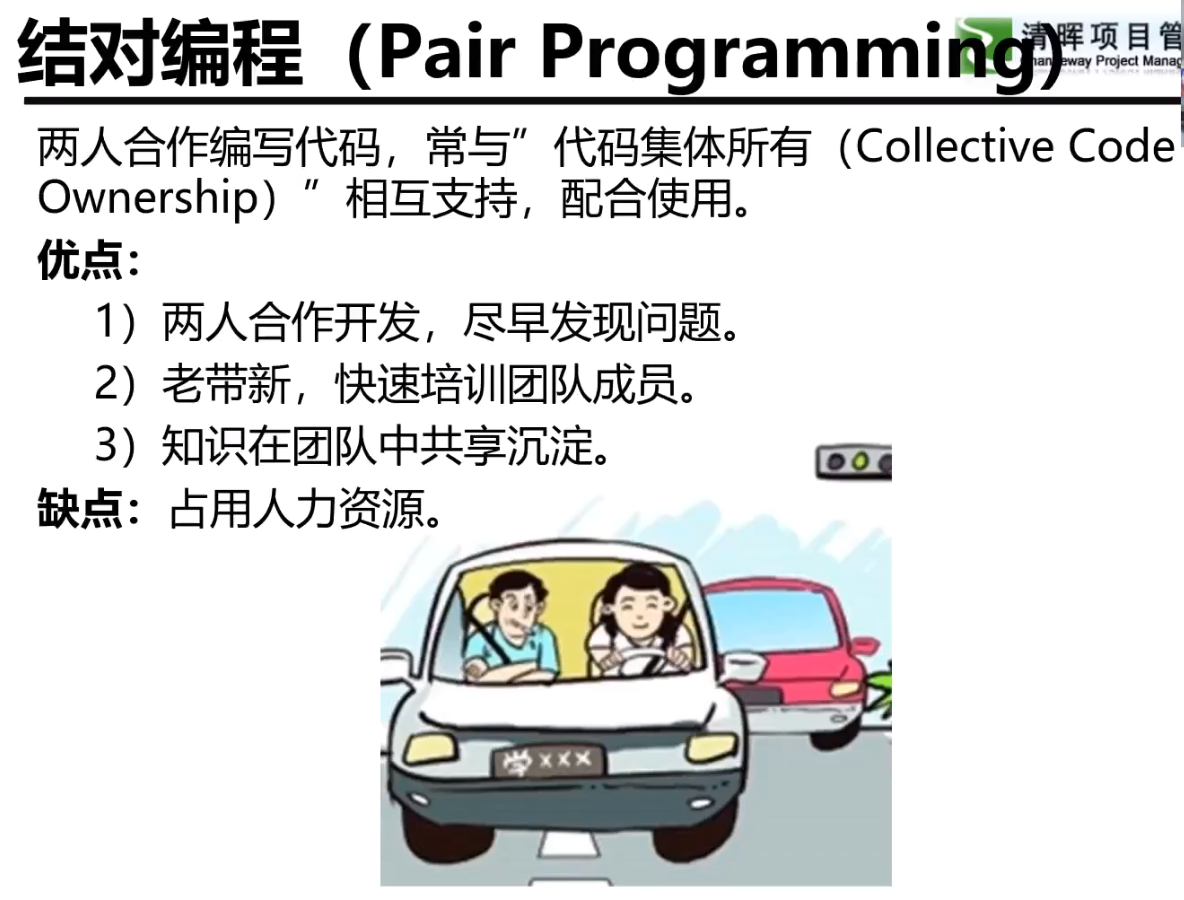 结对编程（Pair Programming）
清晖项目管
Project Manag
两人合作编写代码，常与”代码集体所有（Collective Code
Ownership）”相互支持，配合使用。
优点：
1）两人合作开发，尽早发现问题。
2）老带新，快速培训团队成员。
3）知识在团队中共享沉淀。
缺点：占用人力资源。
学×××